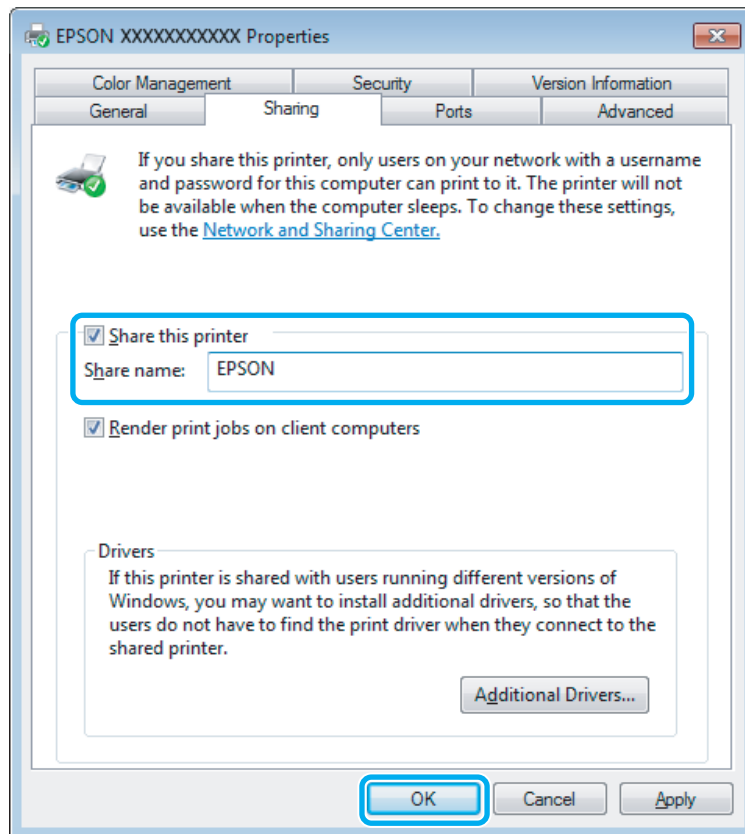 EPSON XXXXXXXXXXX Properties
Color Management Security Version Information
General Sharing Ports Advanced
If you share this printer, only users on your network with a username
and password for this computer can print to it. The printer will not
be available when the computer sleeps. To change these settings,
use the Network and Sharing Center.
Share this printer
Share name: EPSON
Render print jobs on client computers
Drivers
If this printer is shared with users running different versions of
Windows, you may want to install additional drivers, so that the
users do not have to find the print driver when they connect to the
shared printer.
Additional Drivers...
OK Cancel Apply